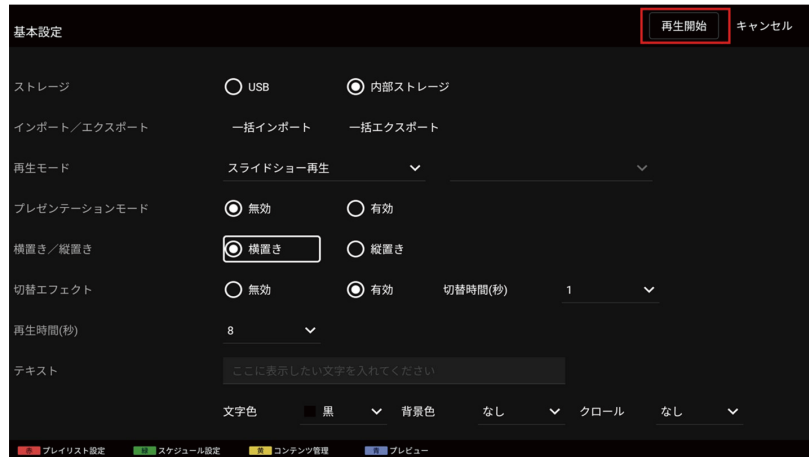 基本設定 再生開始 キャンセル
ストレージ USB 内部ストレージ
インポート／エクスポート 一括インポート 一括エクスポート
再生モード スライドショー再生
プレゼンテーションモード 無効 有効
横置き／縦置き 横置き 縦置き
切替エフェクト 無効 有効 切替時間(秒) 1
再生時間(秒) 8
テキスト ここに表示したい文字を入れてください
文字色 黒 背景色 なし クロール なし
赤 プレイリスト設定 緑 スケジュール設定 黄 コンテンツ管理 青 プレビュー